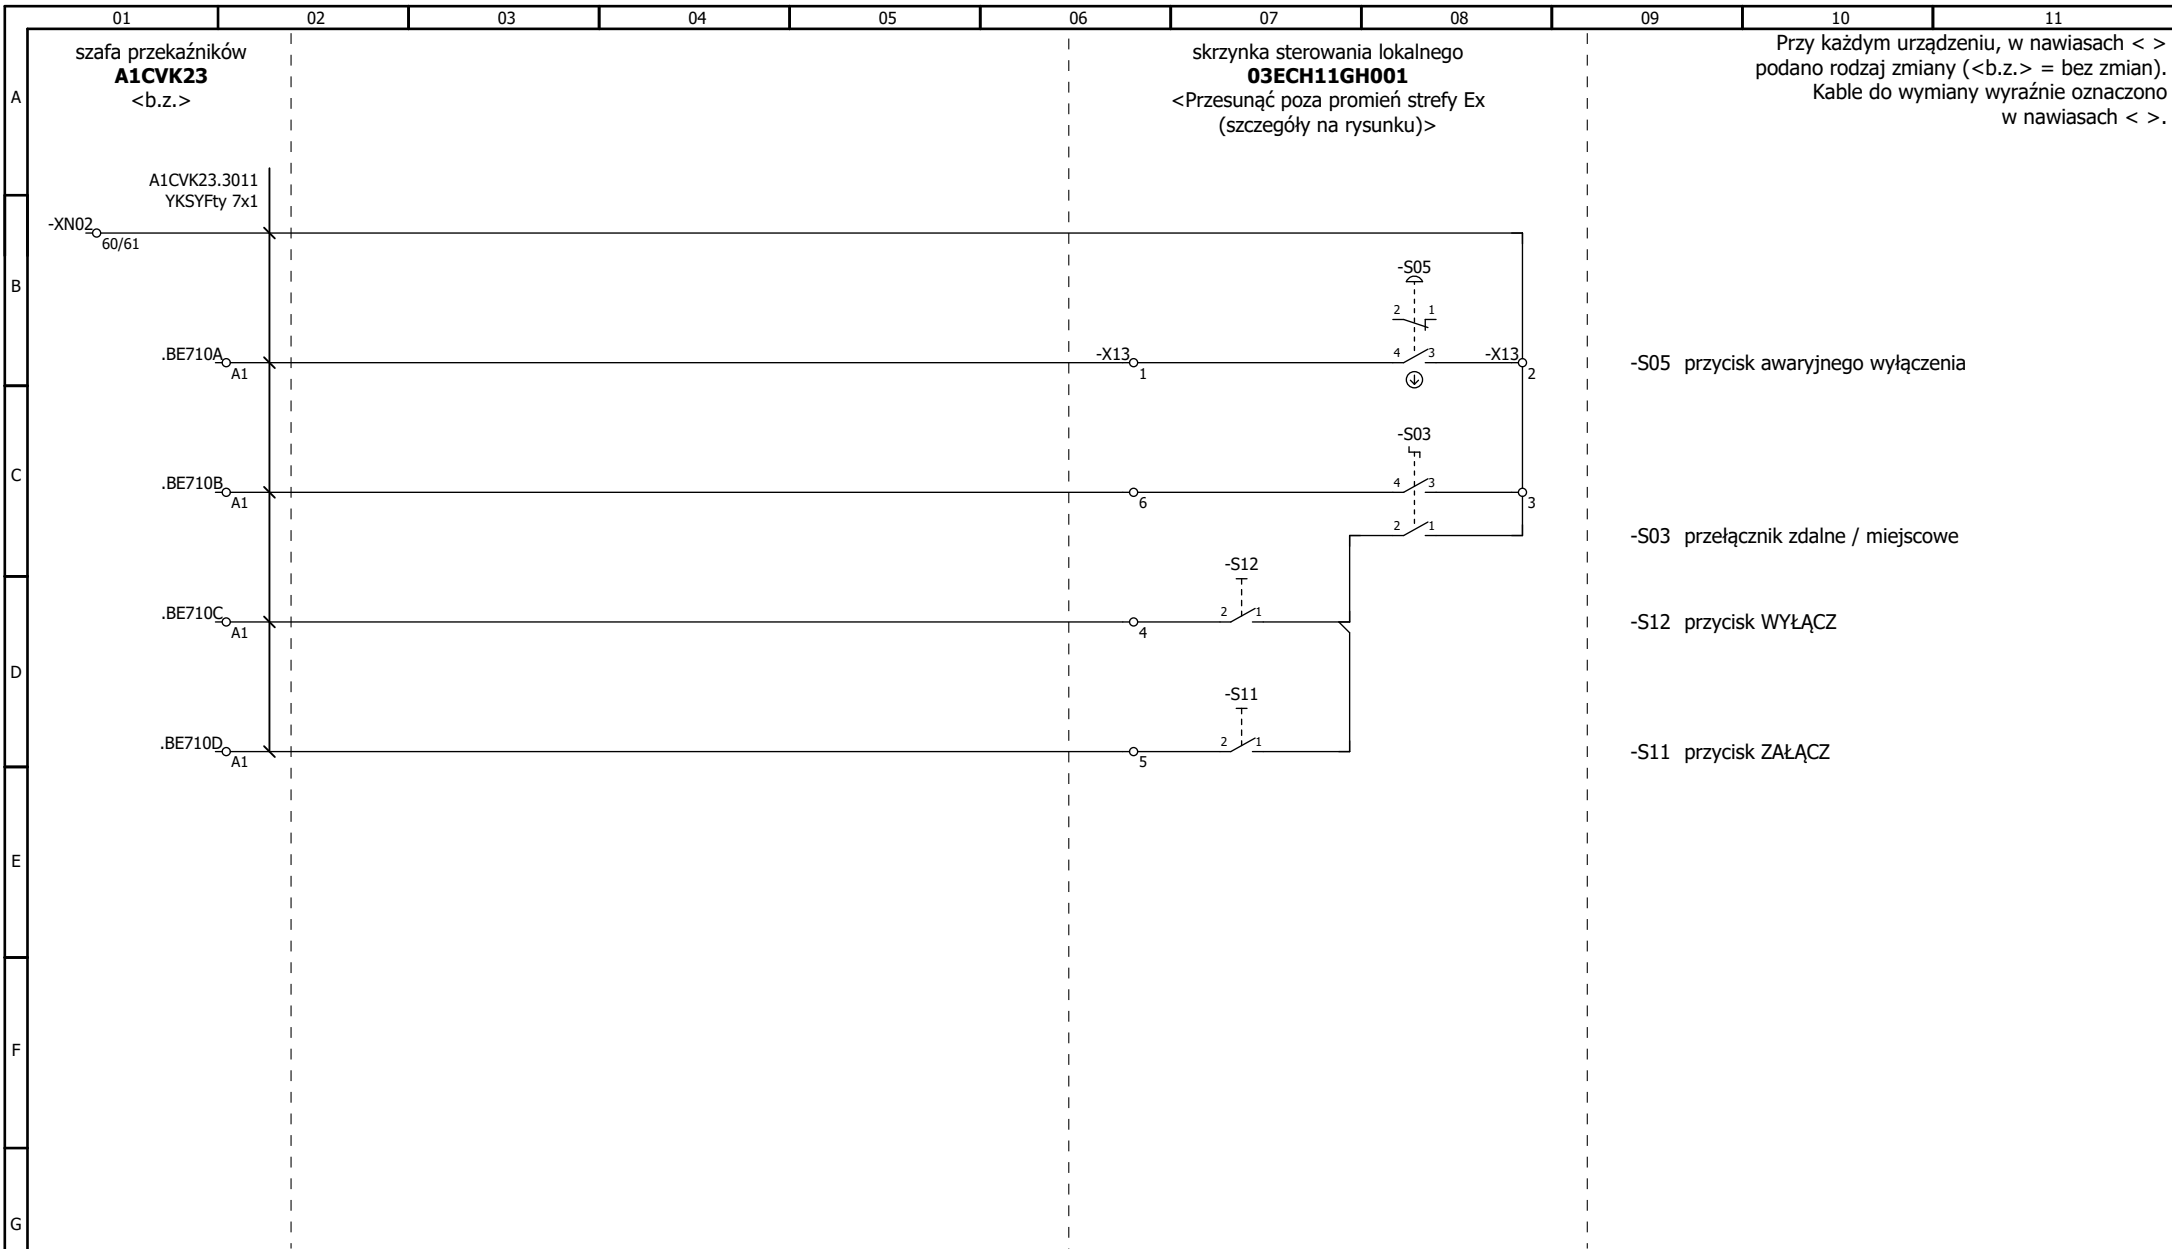 01 02 03 04 05 06 07 08 09 10 11
szafa przekaźników
A1CVK23
<b.z.>
skrzynka sterowania lokalnego
03ECH11GH001
<Przesunąć poza promień strefy Ex
(szczegóły na rysunku)>
Przy każdym urządzeniu, w nawiasach < >
podano rodzaj zmiany (<b.z.> = bez zmian).
Kable do wymiany wyraźnie oznaczono
w nawiasach < >.
A
A1CVK23.3011
YKSYFty 7x1
-XN02
60/61
B
-S05
2 1
.BE710A
A1
-X13
1
4 3
-X13
2
-S05 przycisk awaryjnego wyłączenia
C
-S03
.BE710B
A1
6
4 3
3
2 1
-S03 przełącznik zdalne / miejscowe
-S12
.BE710C
A1
4
2 1
-S12 przycisk WYŁĄCZ
D
-S11
.BE710D
A1
5
2 1
-S11 przycisk ZAŁĄCZ
E
F
G